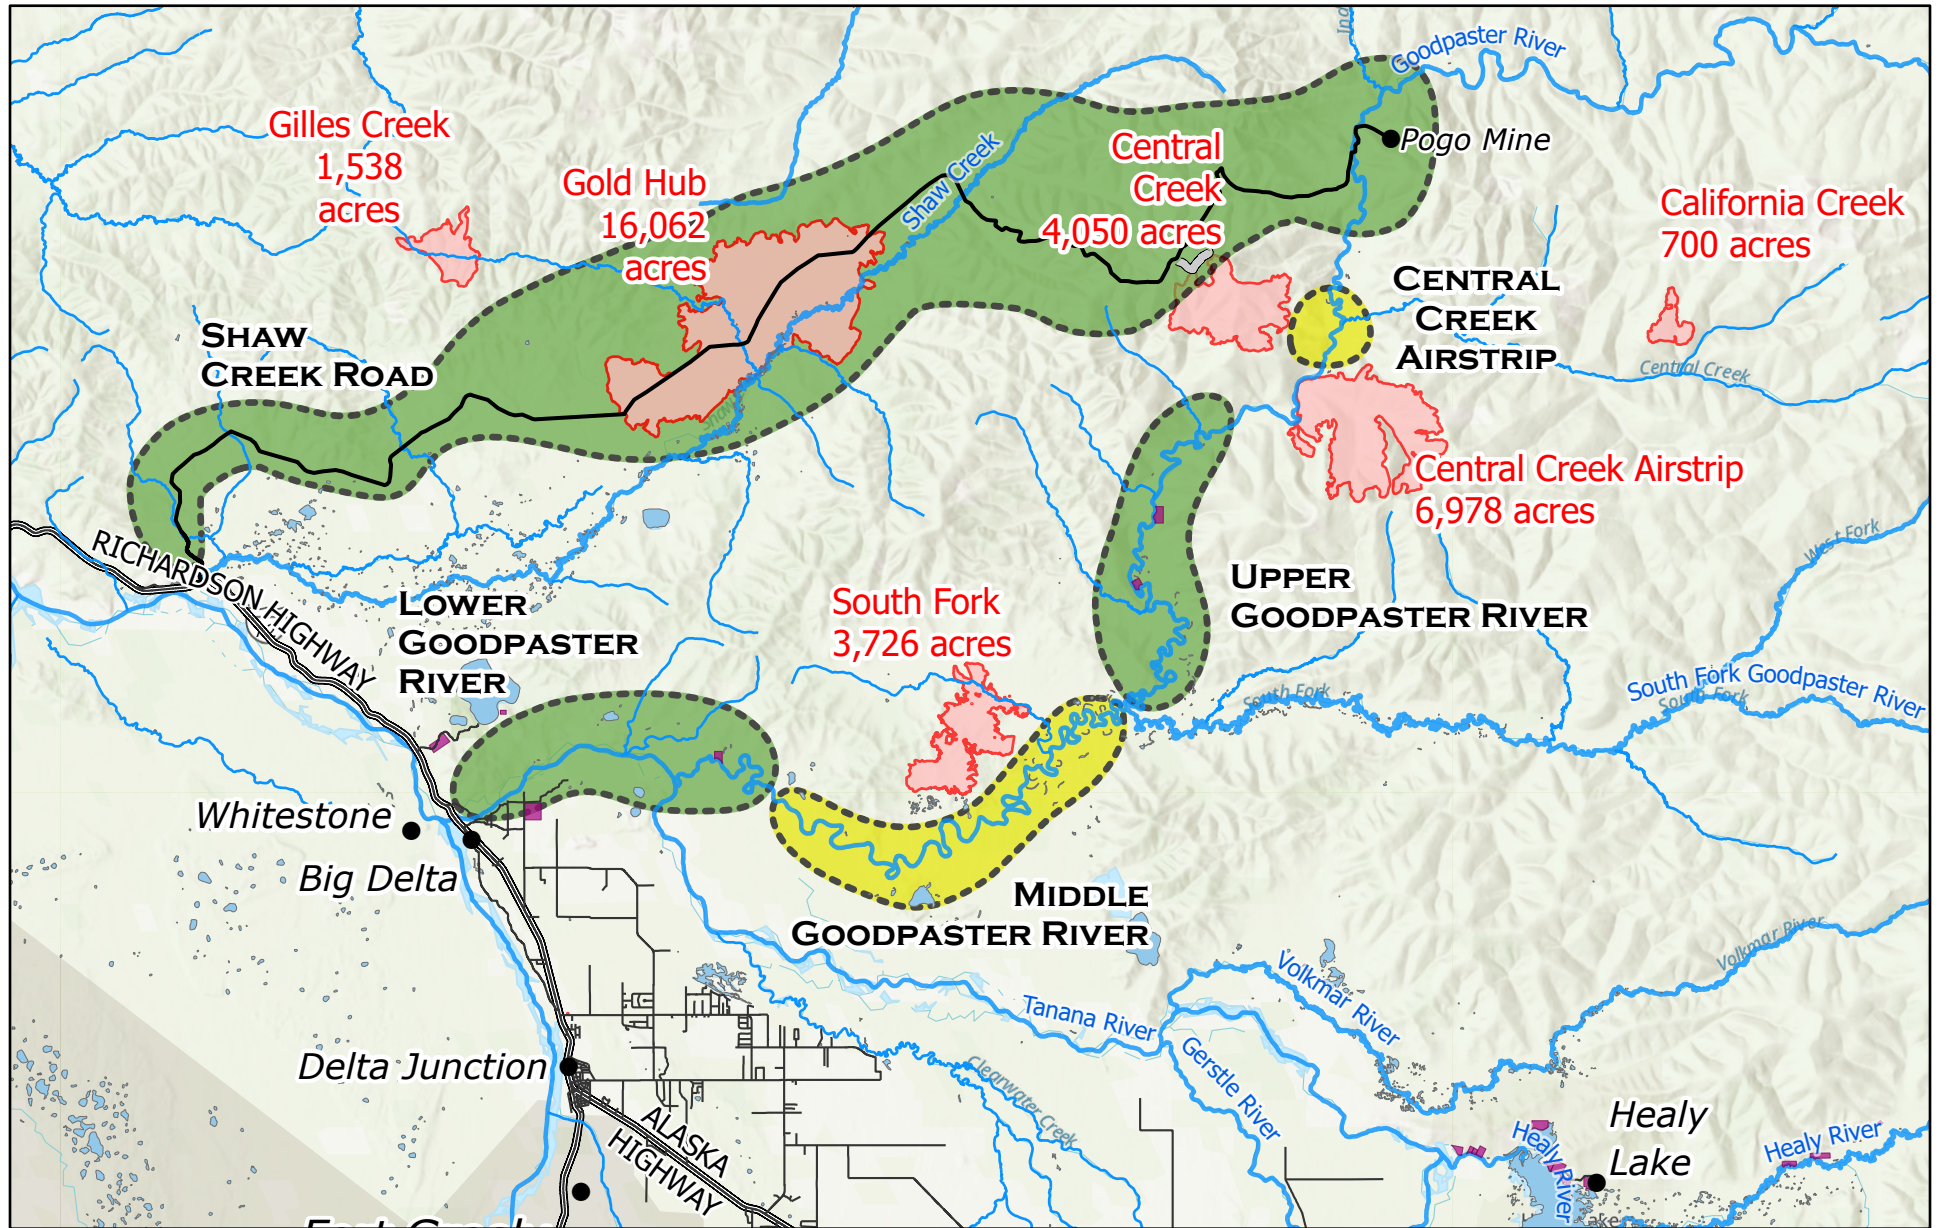 Goodpaster River
Gilles Creek
1,538
acres
Gold Hub
16,062
acres
Shaw Creek
Central
Creek
4,050 acres
Pogo Mine
California Creek
700 acres
CENTRAL
CREEK
AIRSTRIP
SHAW
CREEK ROAD
Central Creek
Central Creek Airstrip
6,978 acres
West Fork
RICHARDSON HIGHWAY
LOWER
GOODPASTER
RIVER
South Fork
3,726 acres
UPPER
GOODPASTER RIVER
South Fork
South Fork Goodpaster River
South Fork
Whitestone
Big Delta
MIDDLE
GOODPASTER RIVER
Volkmar River
Volkmar River
Tanana River
Gerstle River
Clearwater Creek
Delta Junction
ALASKA
HIGHWAY
Healy
Lake
Healy River
Healy River